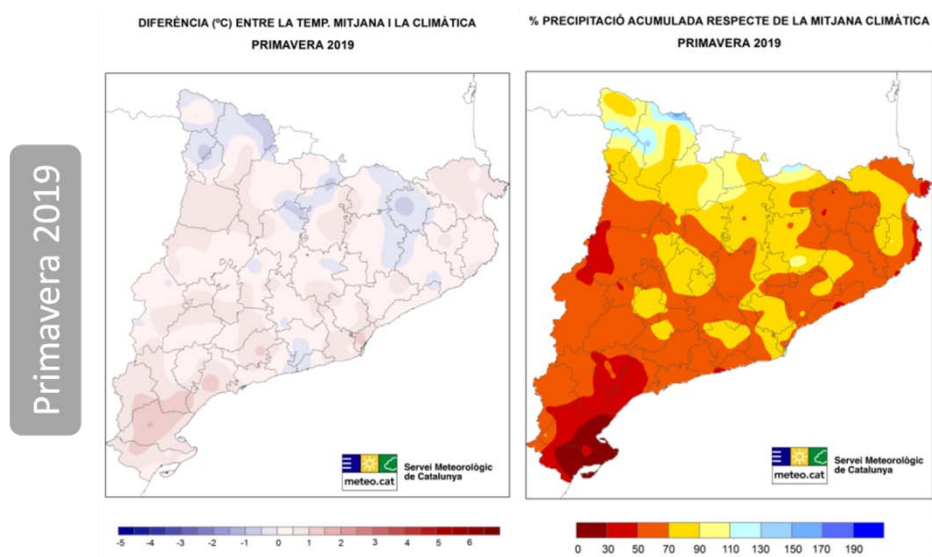 Primavera 2019
DIFERÈNCIA (ºC) ENTRE LA TEMP. MITJANA I LA CLIMÀTICA
PRIMAVERA 2019
Servei Meteorològic
de Catalunya
meteo.cat
-5 -4 -3 -2 -1 0 1 2 3 4 5 6
% PRECIPITACIÓ ACUMULADA RESPECTE DE LA MITJANA CLIMÀTICA
PRIMAVERA 2019
Servei Meteorològic
de Catalunya
meteo.cat
0 30 50 70 90 110 130 150 170 190